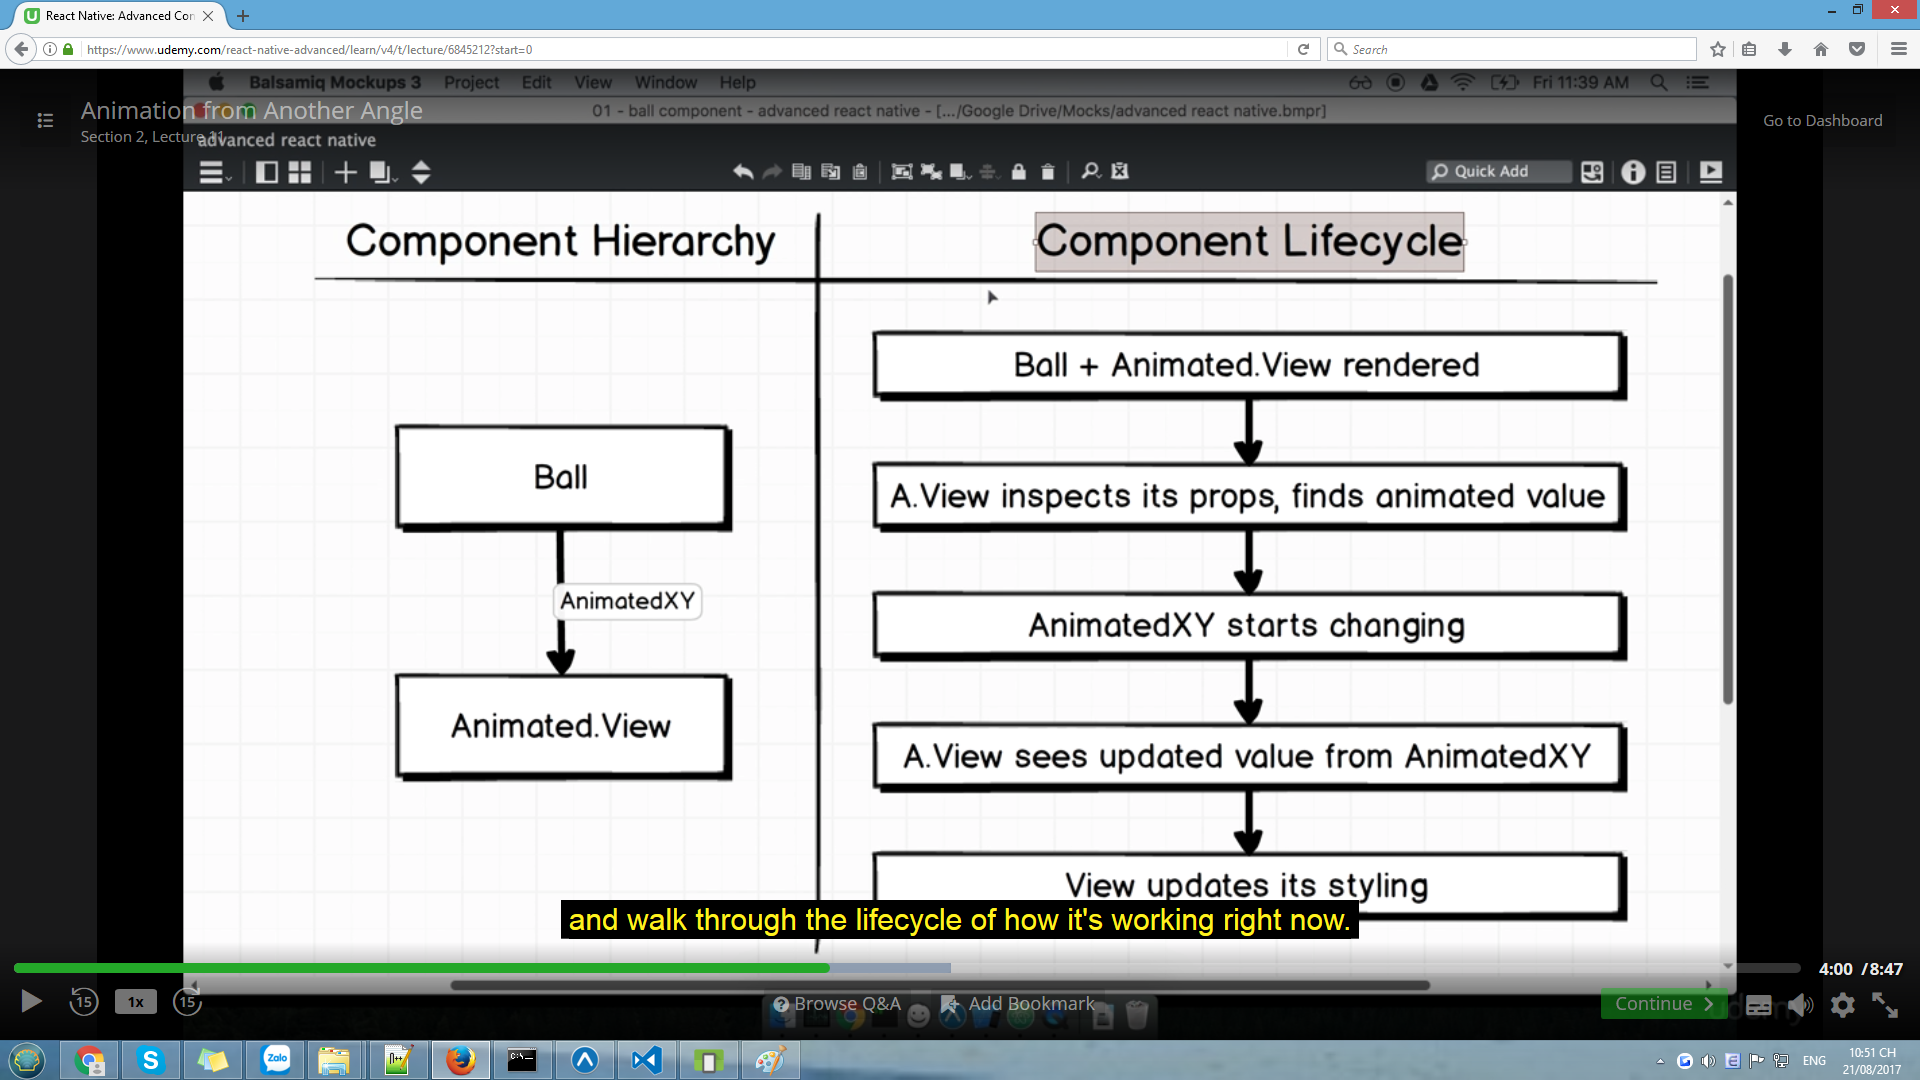 React Native: Advanced Con
https://www.udemy.com/react-native-advanced/learn/v4/t/lecture/6845212?start=0
Search
Balsamiq Mockups 3 Project Edit View Window Help
Fri 11:39 AM
Animation from Another Angle
01 - ball component - advanced react native - [.../Google Drive/Mocks/advanced react native.bmpr]
Section 2, Lecture 11
Go to Dashboard
advanced react native
Quick Add
Component Hierarchy
Component Lifecycle
Ball
AnimatedXY
Animated.View
Ball + Animated.View rendered
A.View inspects its props, finds animated value
AnimatedXY starts changing
A.View sees updated value from AnimatedXY
View updates its styling
and walk through the lifecycle of how it's working right now.
4:00 / 8:47
15
1x
15
Browse Q&A
Add Bookmark
Continue
udemy
Zalo
ENG
10:51 CH
21/08/2017